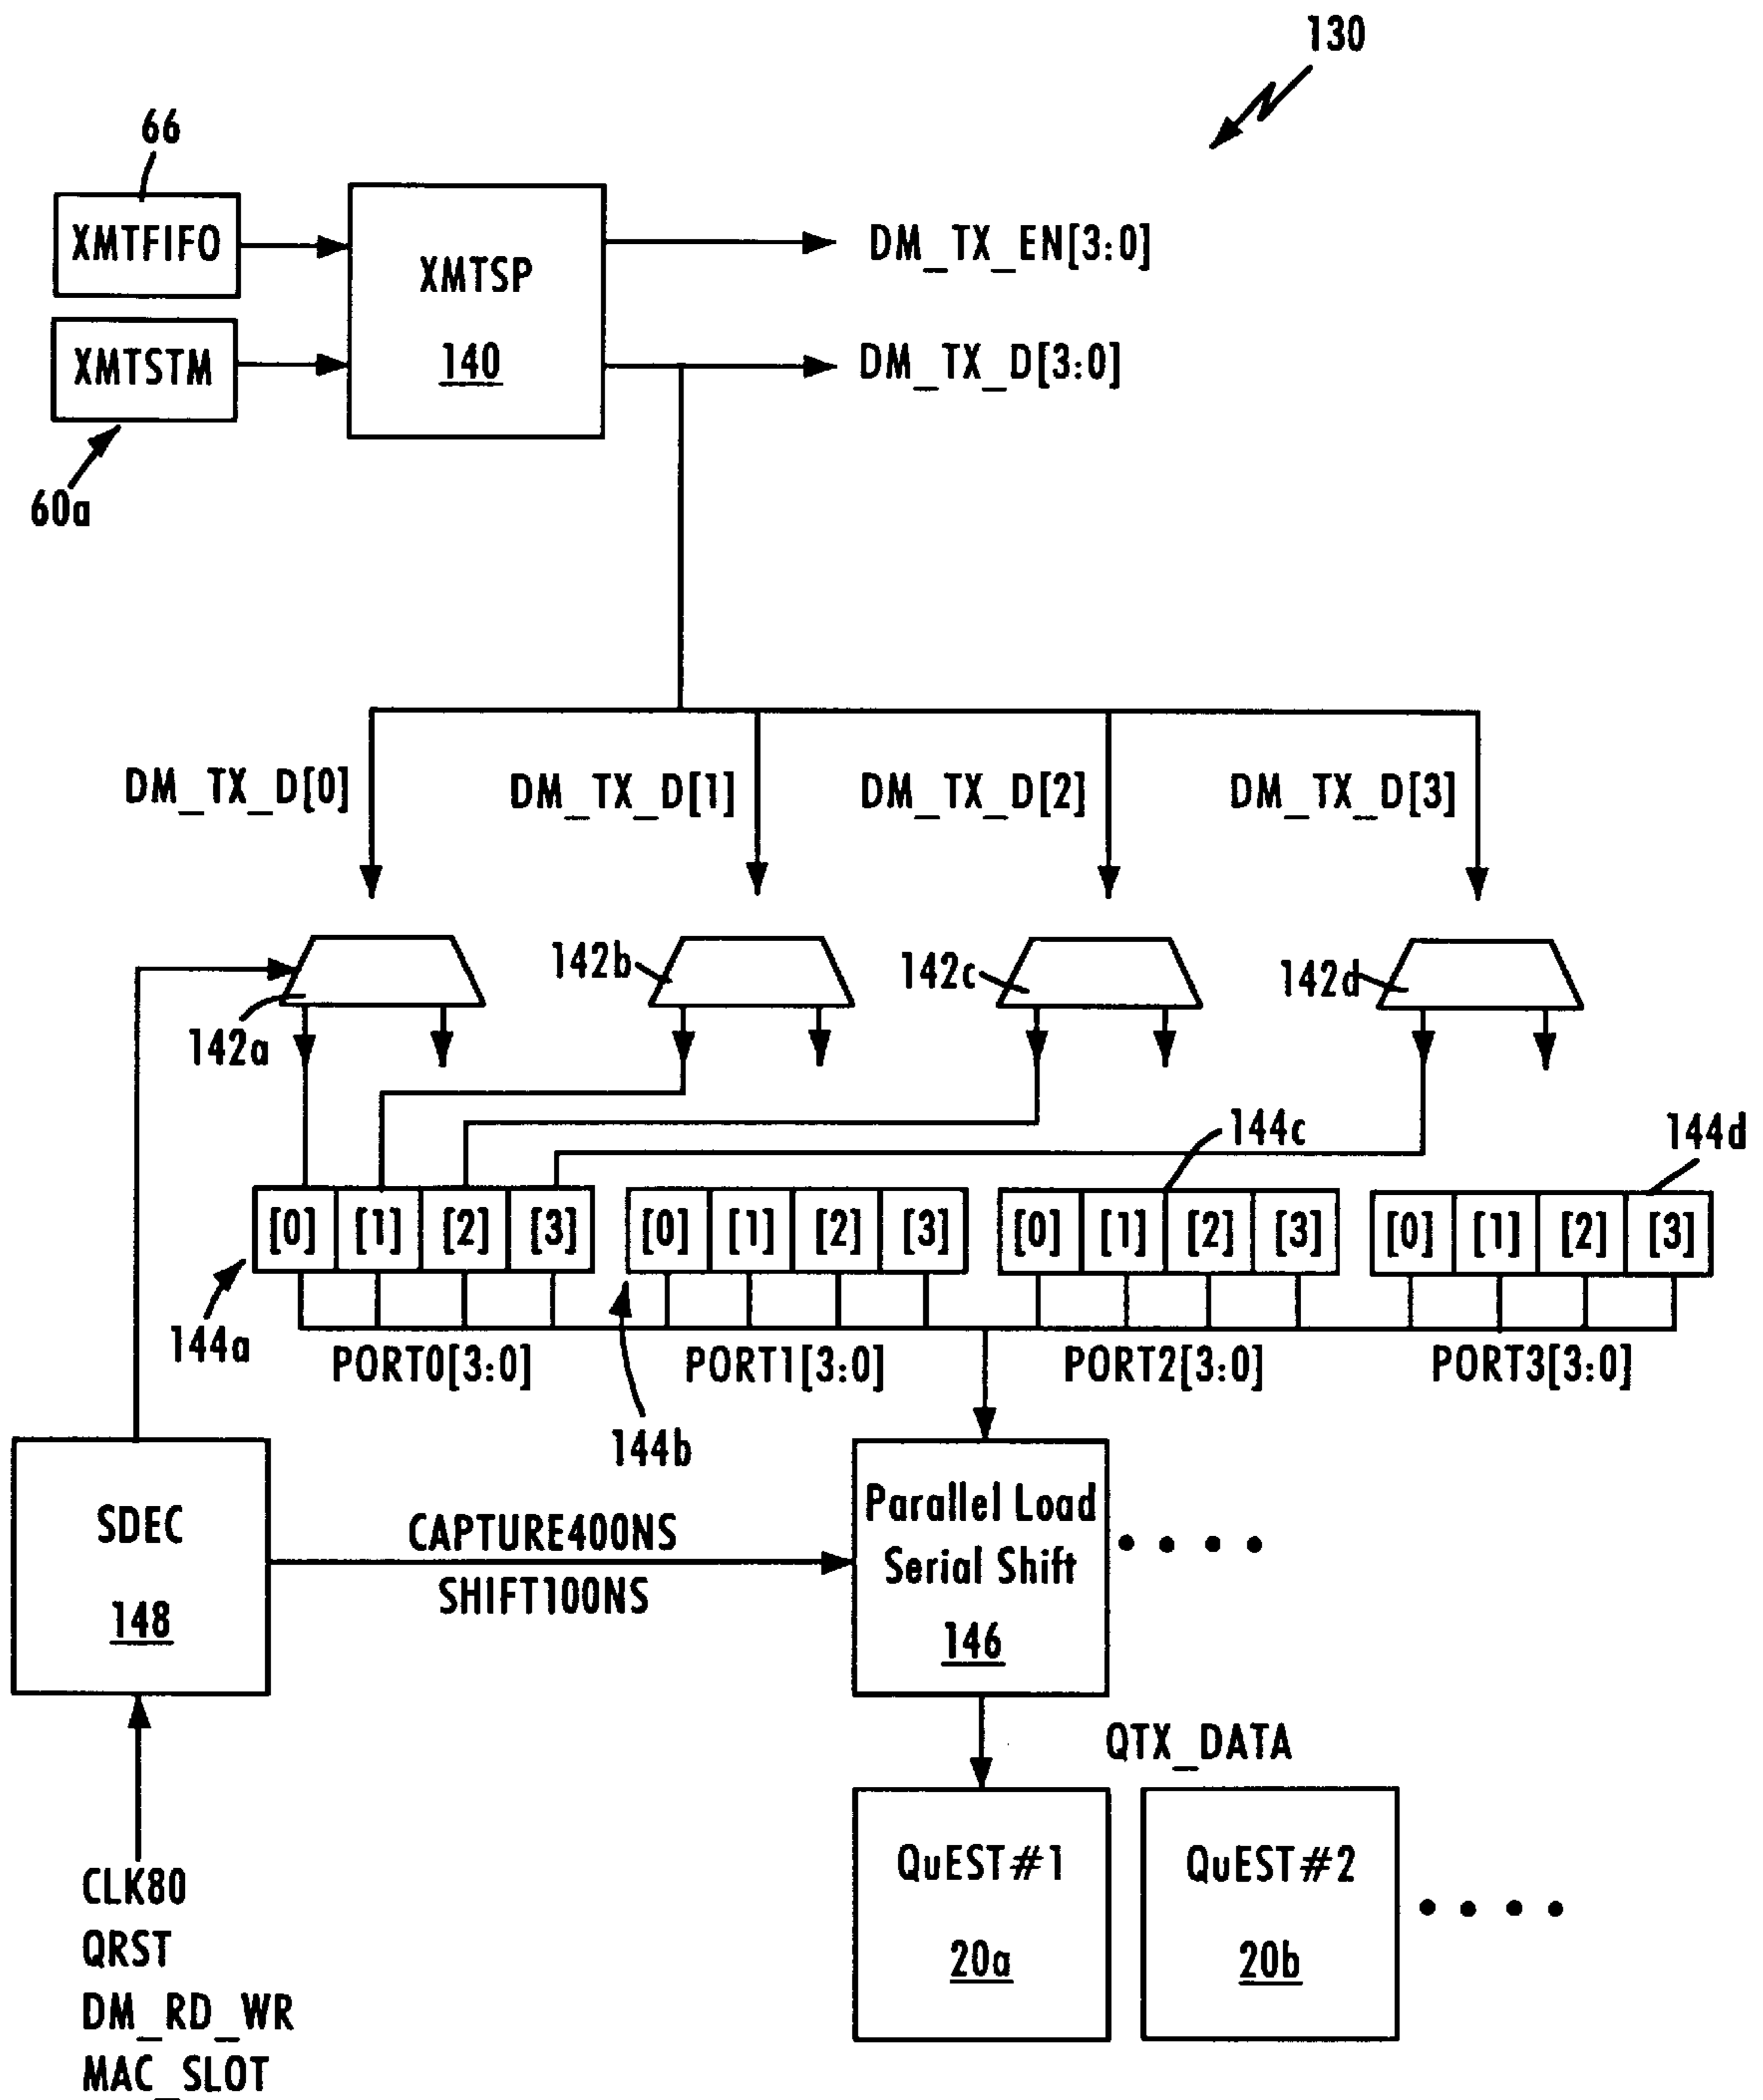 130
66
XMTFIFO
XMTSP
140
DM_TX_EN[3:0]
XMTSTM
DM_TX_D[3:0]
60a
DM_TX_D[0]
DM_TX_D[1]
DM_TX_D[2]
DM_TX_D[3]
142a
142b
142c
142d
144c
144d
[0] [1] [2] [3]
[0] [1] [2] [3]
[0] [1] [2] [3]
[0] [1] [2] [3]
144a
PORT0[3:0]
PORT1[3:0]
PORT2[3:0]
PORT3[3:0]
144b
SDEC
148
CAPTURE400NS
SHIFT100NS
Parallel Load
Serial Shift
146
QTX_DATA
QuEST#1
20a
QuEST#2
20b
CLK80
QRST
DM_RD_WR
MAC_SLOT